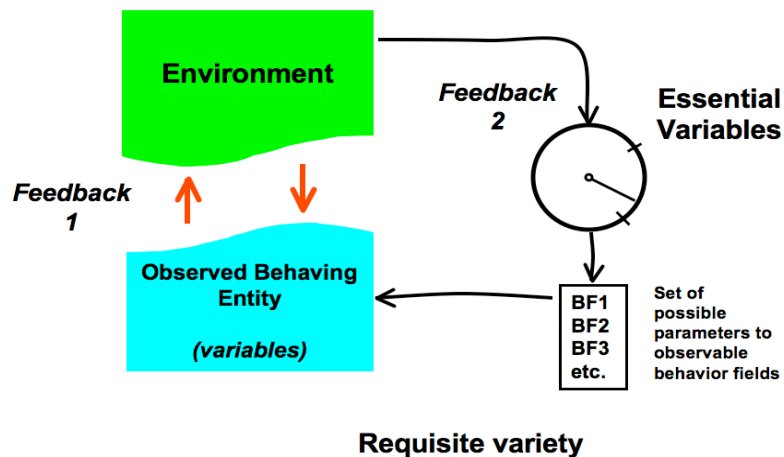 Environment
Feedback
2
Essential
Variables
Feedback
1
Observed Behaving
Entity
(variables)
BF1
BF2
BF3
etc.
Set of
possible
parameters to
observable
behavior fields
Requisite variety